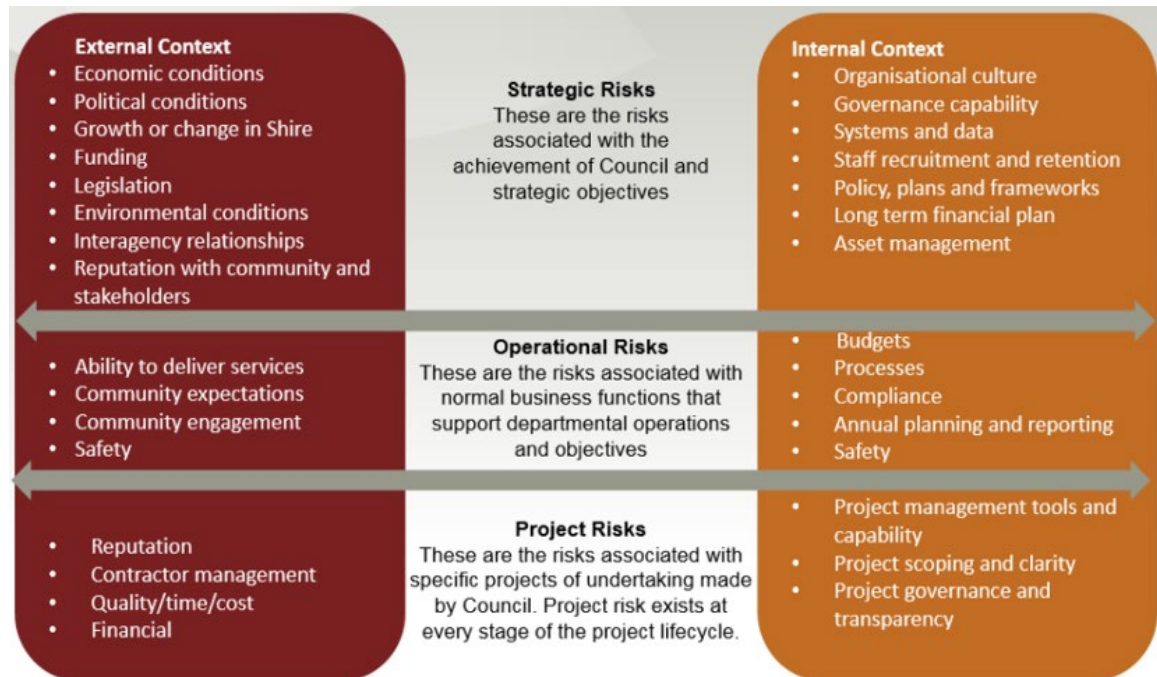 External Context
• Economic conditions
• Political conditions
• Growth or change in Shire
• Funding
• Legislation
• Environmental conditions
• Interagency relationships
• Reputation with community and
stakeholders
• Ability to deliver services
• Community expectations
• Community engagement
• Safety
• Reputation
• Contractor management
• Quality/time/cost
• Financial
Strategic Risks
These are the risks
associated with the
achievement of Council and
strategic objectives
Operational Risks
These are the risks associated with
normal business functions that
support departmental operations
and objectives
Project Risks
These are the risks associated with
specific projects of undertaking made
by Council. Project risk exists at
every stage of the project lifecycle.
Internal Context
• Organisational culture
• Governance capability
• Systems and data
• Staff recruitment and retention
• Policy, plans and frameworks
• Long term financial plan
• Asset management
• Budgets
• Processes
• Compliance
• Annual planning and reporting
• Safety
• Project management tools and
capability
• Project scoping and clarity
• Project governance and
transparency